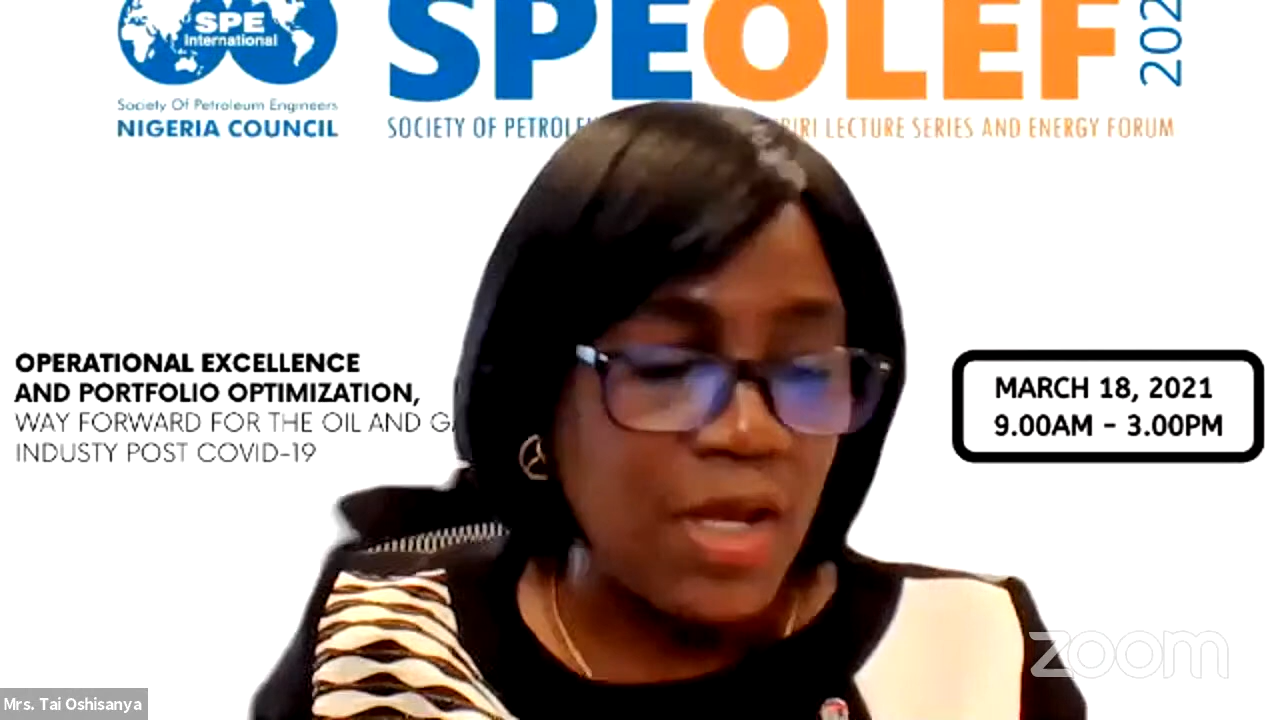 SPE
International
Society Of Petroleum Engineers
NIGERIA COUNCIL
SPEOLEF
SOCIETY OF LECTURE SERIES AND ENERGY FORUM
OPERATIONAL EXCELLENCE
AND PORTFOLIO OPTIMIZATION,
WAY FORWARD FOR THE OIL AND
INDUSTY POST COVID-19
MARCH 18, 2021
9.00AM - 3.00PM
zoom
Mrs. Tai Oshisanya